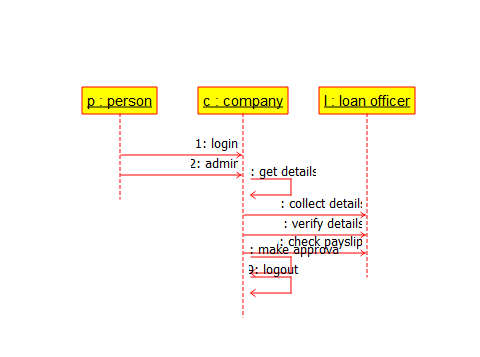 p : person
c : company
l : loan officer
1: login
2: admin
: get details
: collect details
: verify details
: check payslip
: make approva
9: logout